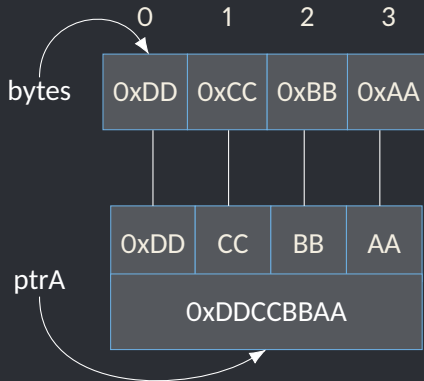 0 1 2 3
bytes 0xDD 0xCC 0xBB 0xAA
0xDD CC BB AA
ptrA
0xDDCCBBAA